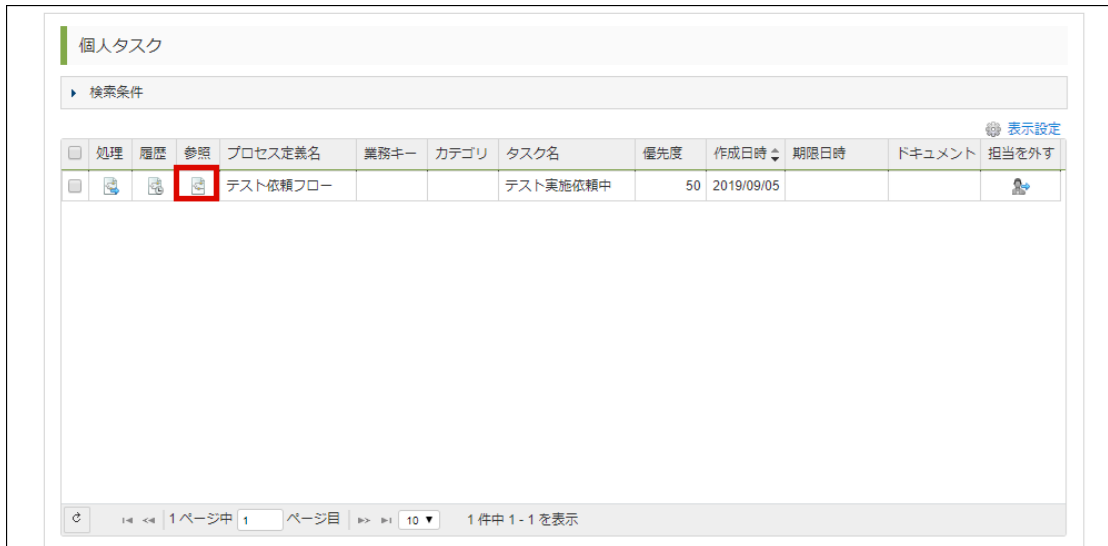 個人タスク
検索条件
表示設定
処理 履歴 参照 プロセス定義名 業務キー カテゴリ タスク名 優先度 作成日時 期限日時 ドキュメント 担当を外す
テスト依頼フロー テスト実施依頼中 50 2019/09/05
1 ページ中 1 ページ目 10 1 件中 1 - 1 を表示